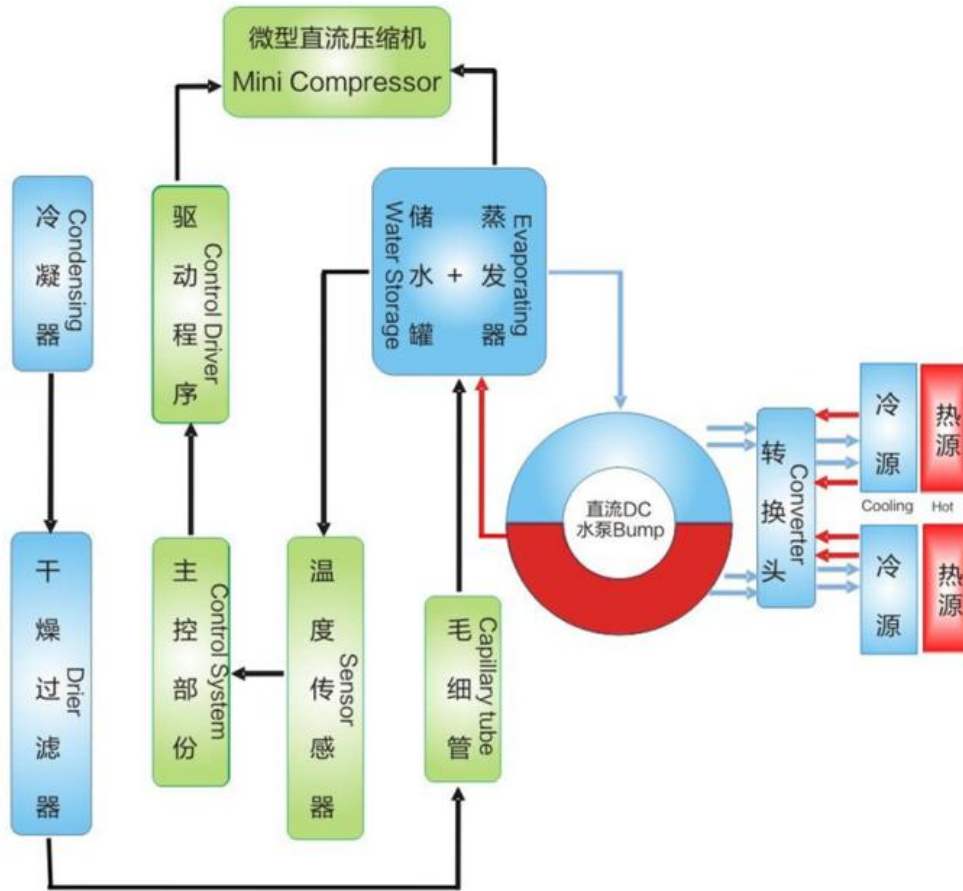 微型直流压缩机
Mini Compressor
冷凝器
Condensing
驱动程序
Control Driver
储水罐
Water Storage
+
蒸发器
Evaporating
直流DC
水泵Bump
转换头
Converter
冷源
热源
Cooling
Hot
冷源
热源
干燥过滤器
Drier
主控部份
Control System
温度传感器
Sensor
毛细管
Capillary tube